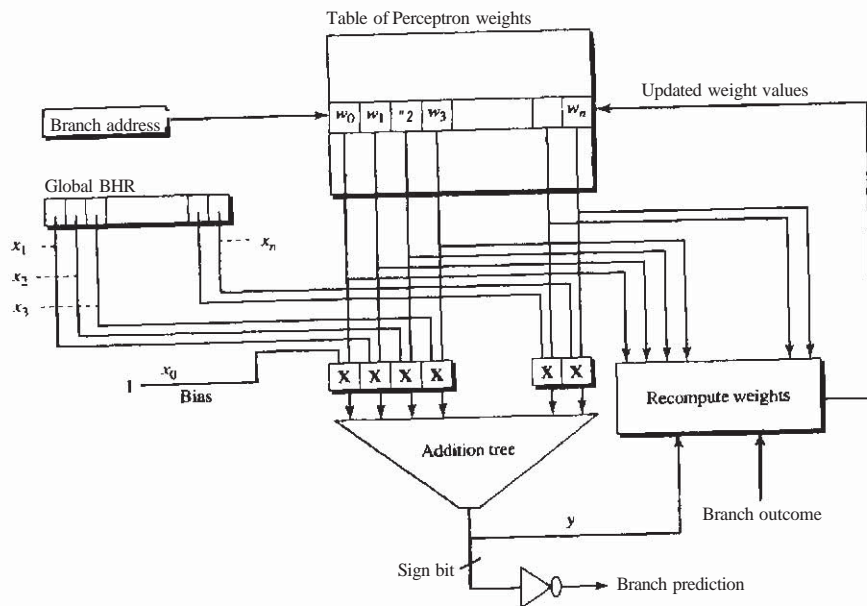 Table of Perceptron weights
Updated weight values
Branch address
w0 w1 "2 w3 wn
Global BHR
x1
xn
x2
x3
x0
1
Bias
X X X X X X
Recompute weights
Addition tree
y
Branch outcome
Sign bit
Branch prediction